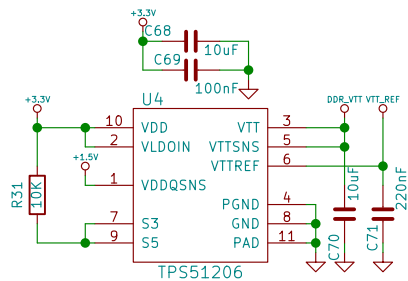 +3.3V
C68
10uF
C69
100nF
+3.3V
U4
DDR_VTT
VTT_REF
10
VDD
VTT
3
2
VLDOIN
VTTSNS
5
+1.5V
VTTREF
6
1
VDDQSNS
R31
10K
10uF
220nF
PGND
4
7
S3
GND
8
9
S5
PAD
11
C70
C71
TPS51206